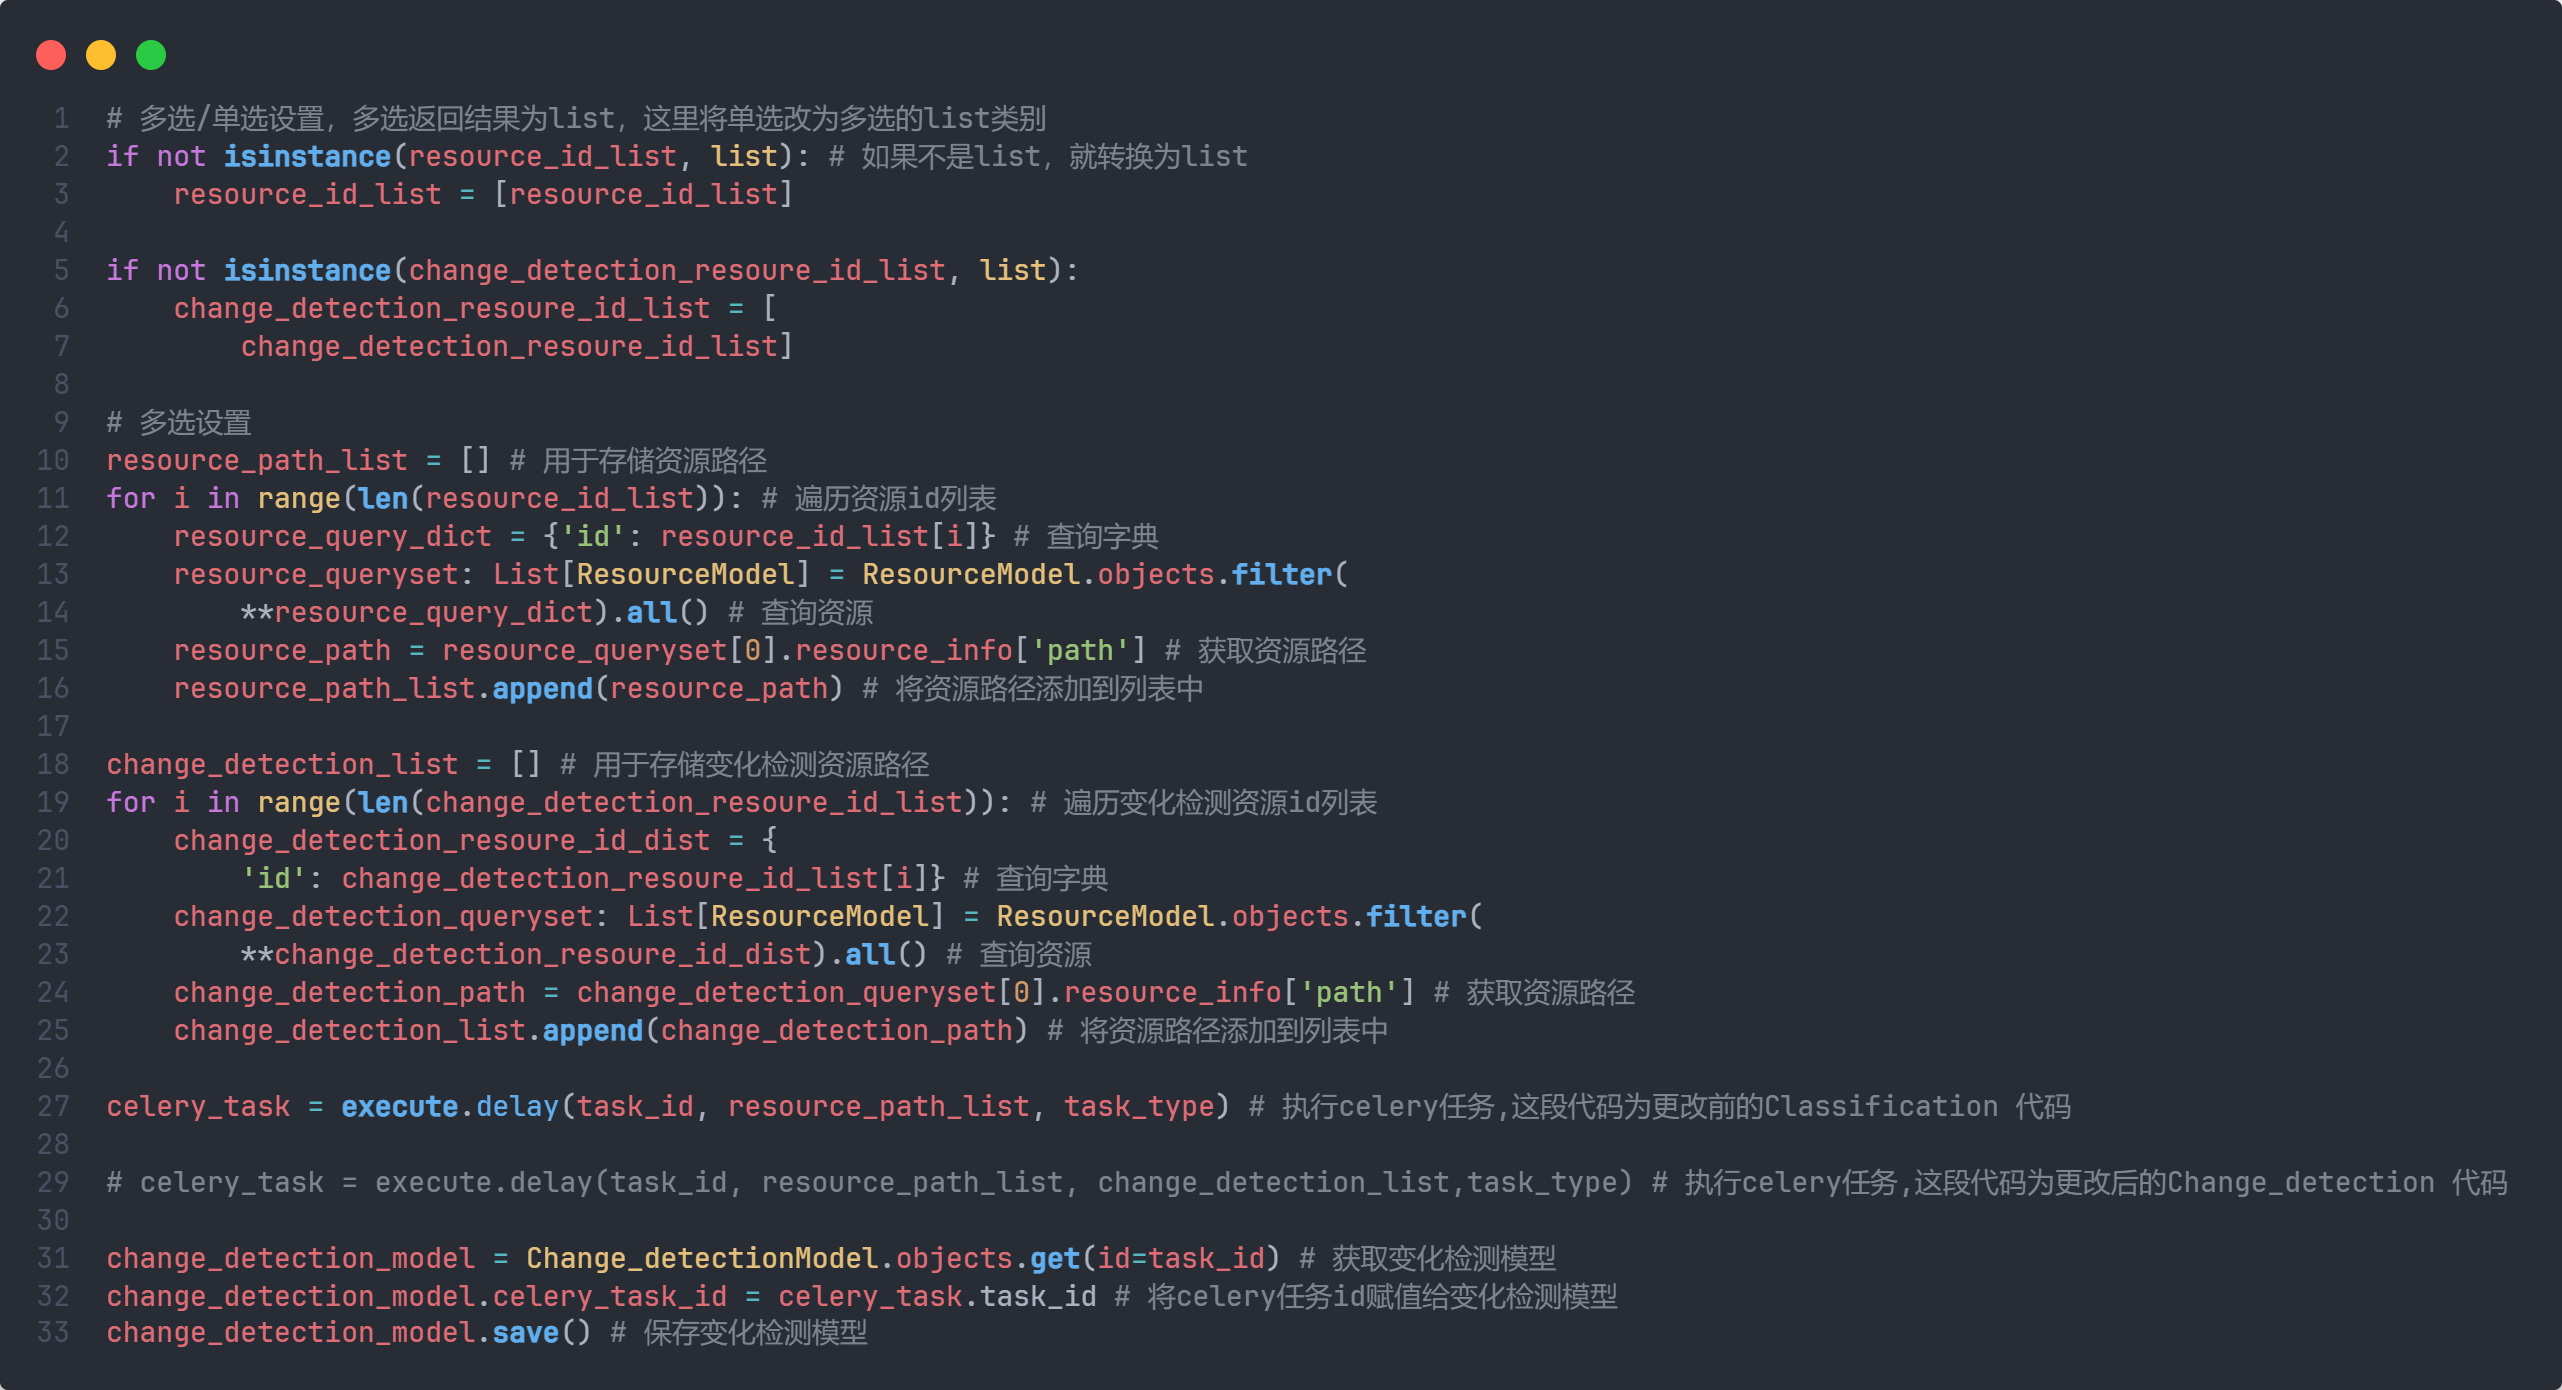 1 # 多选/单选设置，多选返回结果为list，这里将单选改为多选的list类别
2 if not isinstance(resource_id_list, list): # 如果不是list，就转换为list
3     resource_id_list = [resource_id_list]
4
5 if not isinstance(change_detection_resoure_id_list, list):
6     change_detection_resoure_id_list = [
7         change_detection_resoure_id_list]
8
9 # 多选设置
10 resource_path_list = [] # 用于存储资源路径
11 for i in range(len(resource_id_list)): # 遍历资源id列表
12     resource_query_dict = {'id': resource_id_list[i]} # 查询字典
13     resource_queryset: List[ResourceModel] = ResourceModel.objects.filter(
14         **resource_query_dict).all() # 查询资源
15     resource_path = resource_queryset[0].resource_info['path'] # 获取资源路径
16     resource_path_list.append(resource_path) # 将资源路径添加到列表中
17
18 change_detection_list = [] # 用于存储变化检测资源路径
19 for i in range(len(change_detection_resoure_id_list)): # 遍历变化检测资源id列表
20     change_detection_resoure_id_dist = {
21         'id': change_detection_resoure_id_list[i]} # 查询字典
22     change_detection_queryset: List[ResourceModel] = ResourceModel.objects.filter(
23         **change_detection_resoure_id_dist).all() # 查询资源
24     change_detection_path = change_detection_queryset[0].resource_info['path'] # 获取资源路径
25     change_detection_list.append(change_detection_path) # 将资源路径添加到列表中
26
27 celery_task = execute.delay(task_id, resource_path_list, task_type) # 执行celery任务,这段代码为更改前的Classification 代码
28
29 # celery_task = execute.delay(task_id, resource_path_list, change_detection_list,task_type) # 执行celery任务,这段代码为更改后的Change_detection 代码
30
31 change_detection_model = Change_detectionModel.objects.get(id=task_id) # 获取变化检测模型
32 change_detection_model.celery_task_id = celery_task.task_id # 将celery任务id赋值给变化检测模型
33 change_detection_model.save() # 保存变化检测模型